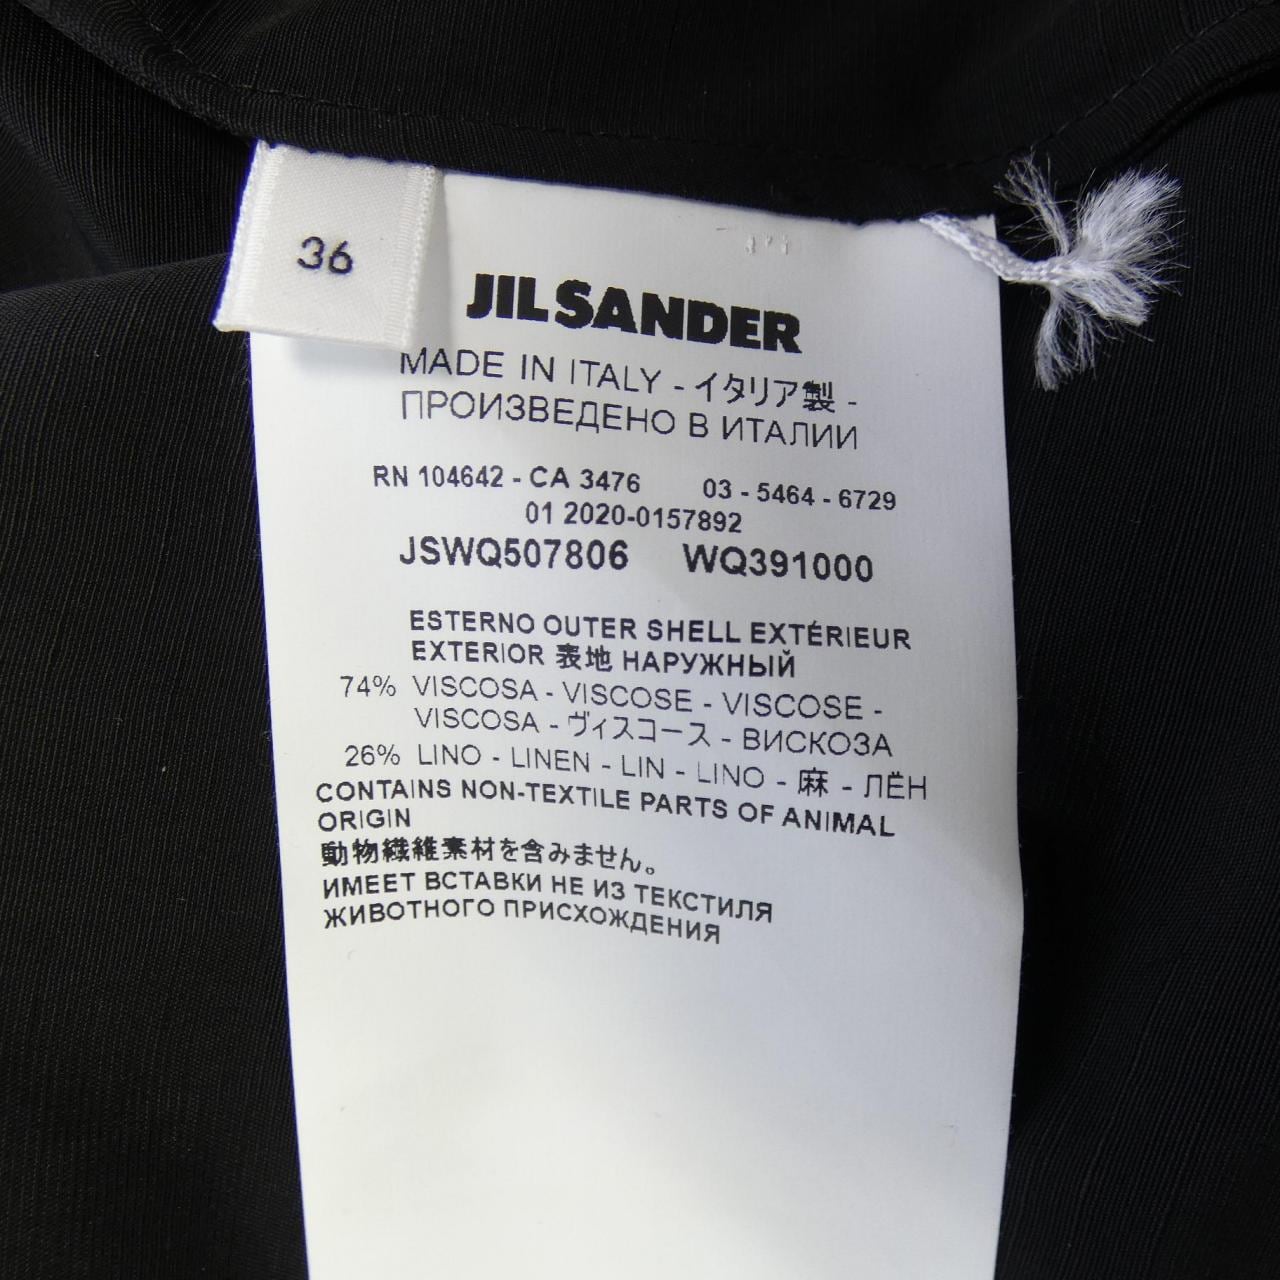 36
JIL SANDER
MADE IN ITALY - イタリア製 -
ПРОИЗВЕДЕНО В ИТАЛИИ
RN 104642 - CA 3476 03 - 5464 - 6729
01 2020-0157892
JSWQ507806 WQ391000
ESTERNO OUTER SHELL EXTÉRIEUR
EXTERIOR 表地 НАРУЖНЫЙ
74% VISCOSA - VISCOSE - VISCOSE -
VISCOSA - ヴィスコース - ВИСКОЗА
26% LINO - LINEN - LIN - LINO - 麻 - ЛЁН
CONTAINS NON-TEXTILE PARTS OF ANIMAL
ORIGIN
動物繊維素材を含みません。
ИМЕЕТ ВСТАВКИ НЕ ИЗ ТЕКСТИЛЯ
ЖИВОТНОГО ПРИСХОЖДЕНИЯ